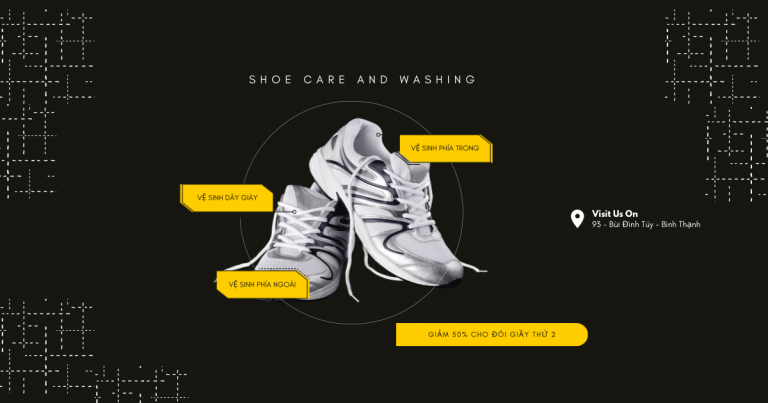 SHOE CARE AND WASHING
VỆ SINH PHÍA TRONG
VỆ SINH DÂY GIÀY
Visit Us On
93 - Bùi Đình Túy - Bình Thạnh
VỆ SINH PHÍA NGOÀI
GIẢM 50% CHO ĐÔI GIÀY THỨ 2